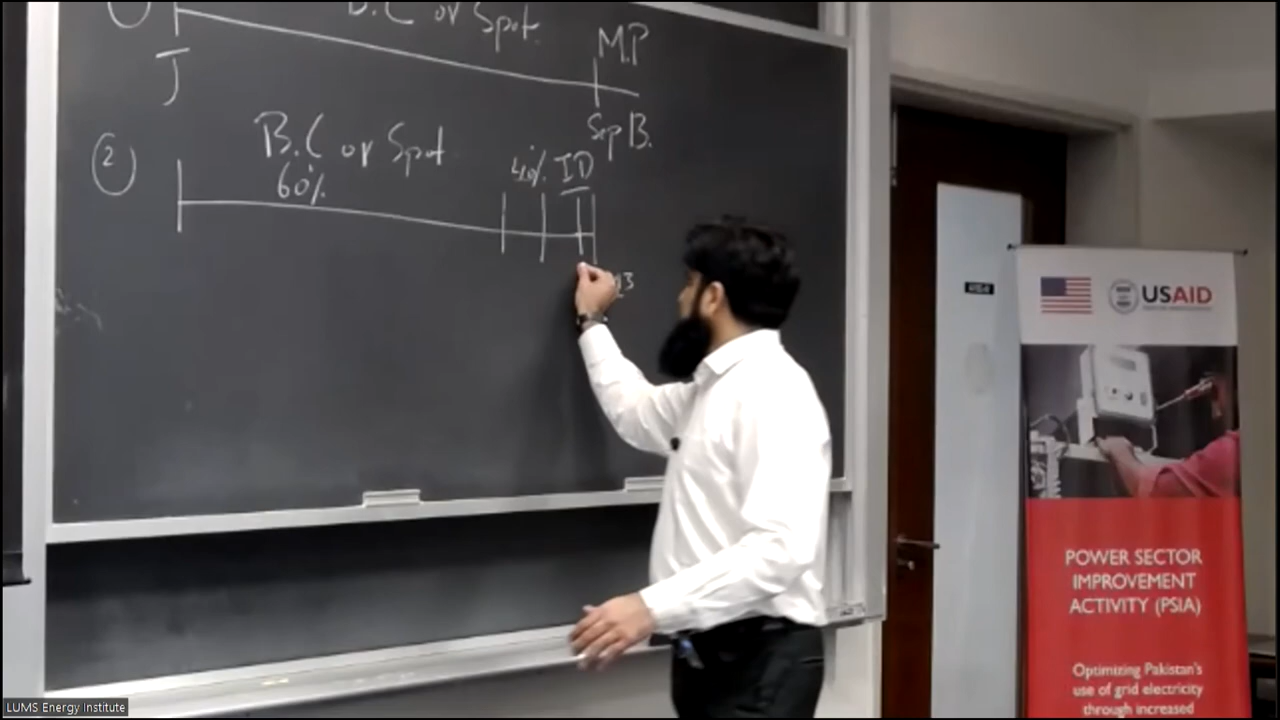 B.C or Spot.
M.P
J
Sep 13.
②
B.C or Spot
60%
40% ID
13
USAID
POWER SECTOR
IMPROVEMENT
ACTIVITY (PSIA)
Optimizing Pakistan's
use of grid electricity
through increased
LUMS Energy Institute